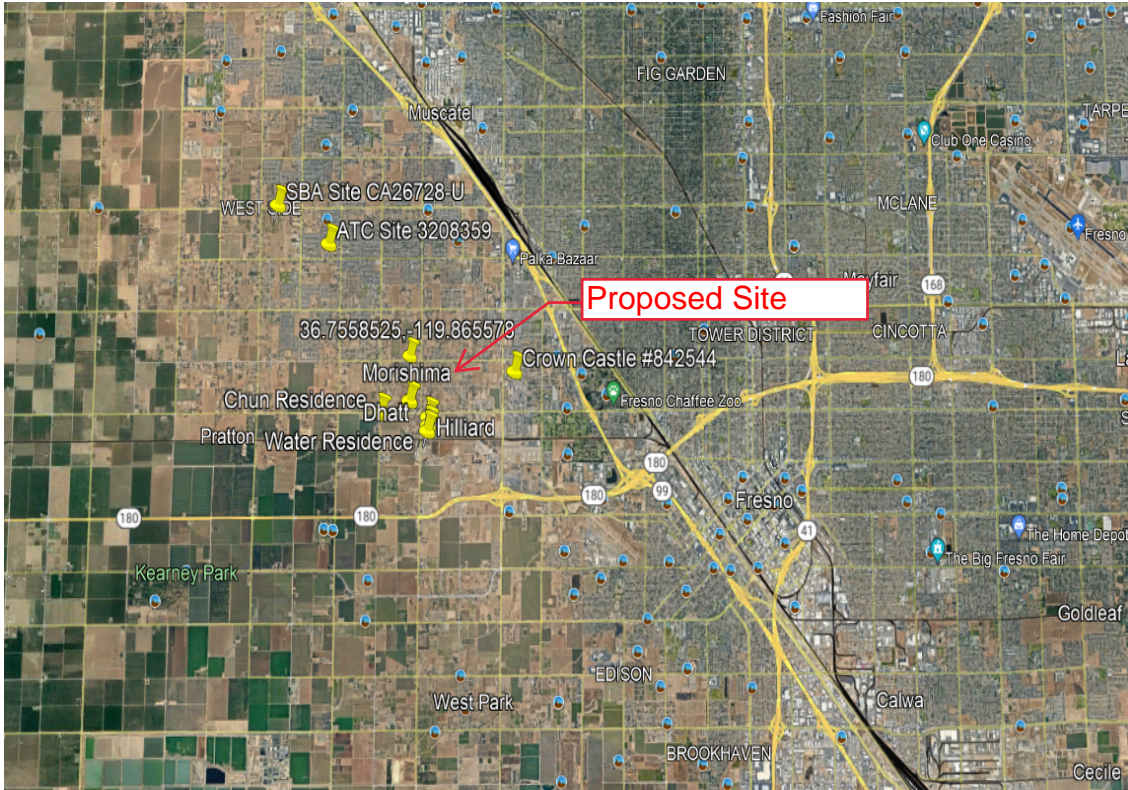 Fashion Fair
FIG GARDEN
Muscatel
TARPE
Club One Casino
SBA Site CA26728-U
WEST SIDE
MCLANE
ATC Site 3208359
Fresno
Palka Bazaar
Mayfair
168
Proposed Site
36.7558525,-119.865578
TOWER DISTRICT
CINCOTTA
Crown Castle #842544
La
Morishima
180
Chun Residence
Fresno Chaffee Zoo
Dhatt
Hilliard
S
Pratton
Water Residence
180
180
99
Fresno
180
180
41
The Home Depot
The Big Fresno Fair
Kearney Park
Goldleaf
EDISON
West Park
Calwa
BROOKHAVEN
Cecile